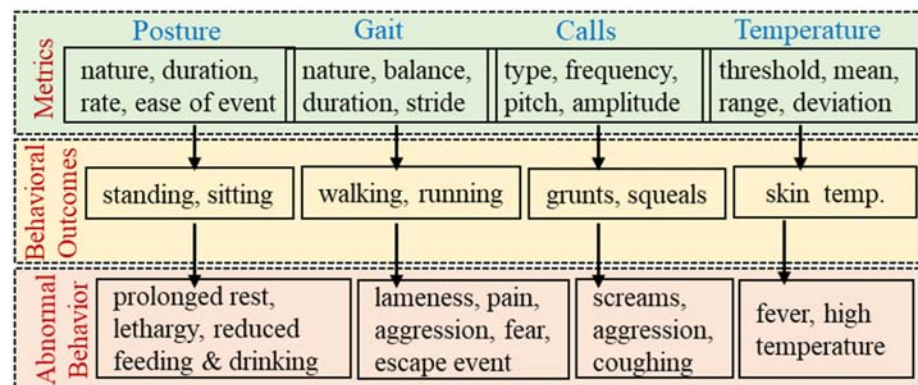 Posture
Gait
Calls
Temperature
Metrics
nature, duration,
rate, ease of event
nature, balance,
duration, stride
type, frequency,
pitch, amplitude
threshold, mean,
range, deviation
Behavioral
Outcomes
standing, sitting
walking, running
grunts, squeals
skin temp.
Abnormal
Behavior
prolonged rest,
lethargy, reduced
feeding & drinking
lameness, pain,
aggression, fear,
escape event
screams,
aggression,
coughing
fever, high
temperature